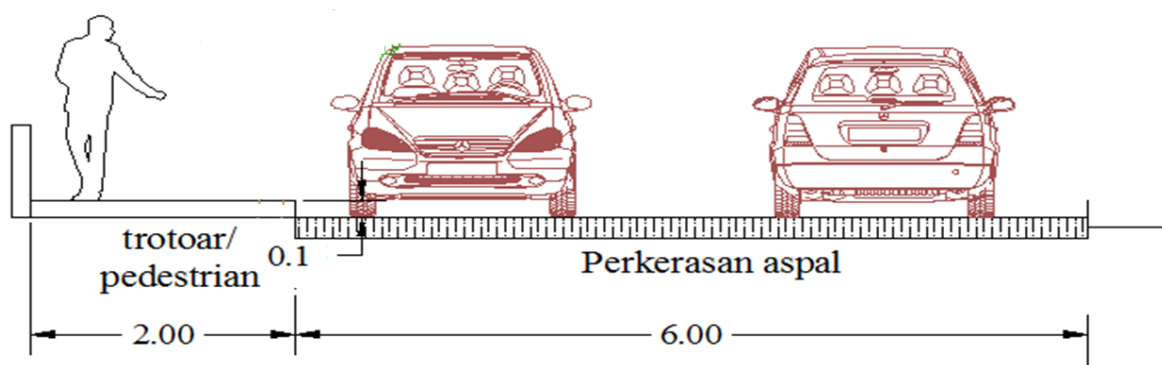 trotoar/
pedestrian
0.1
Perkerasan aspal
2.00
6.00